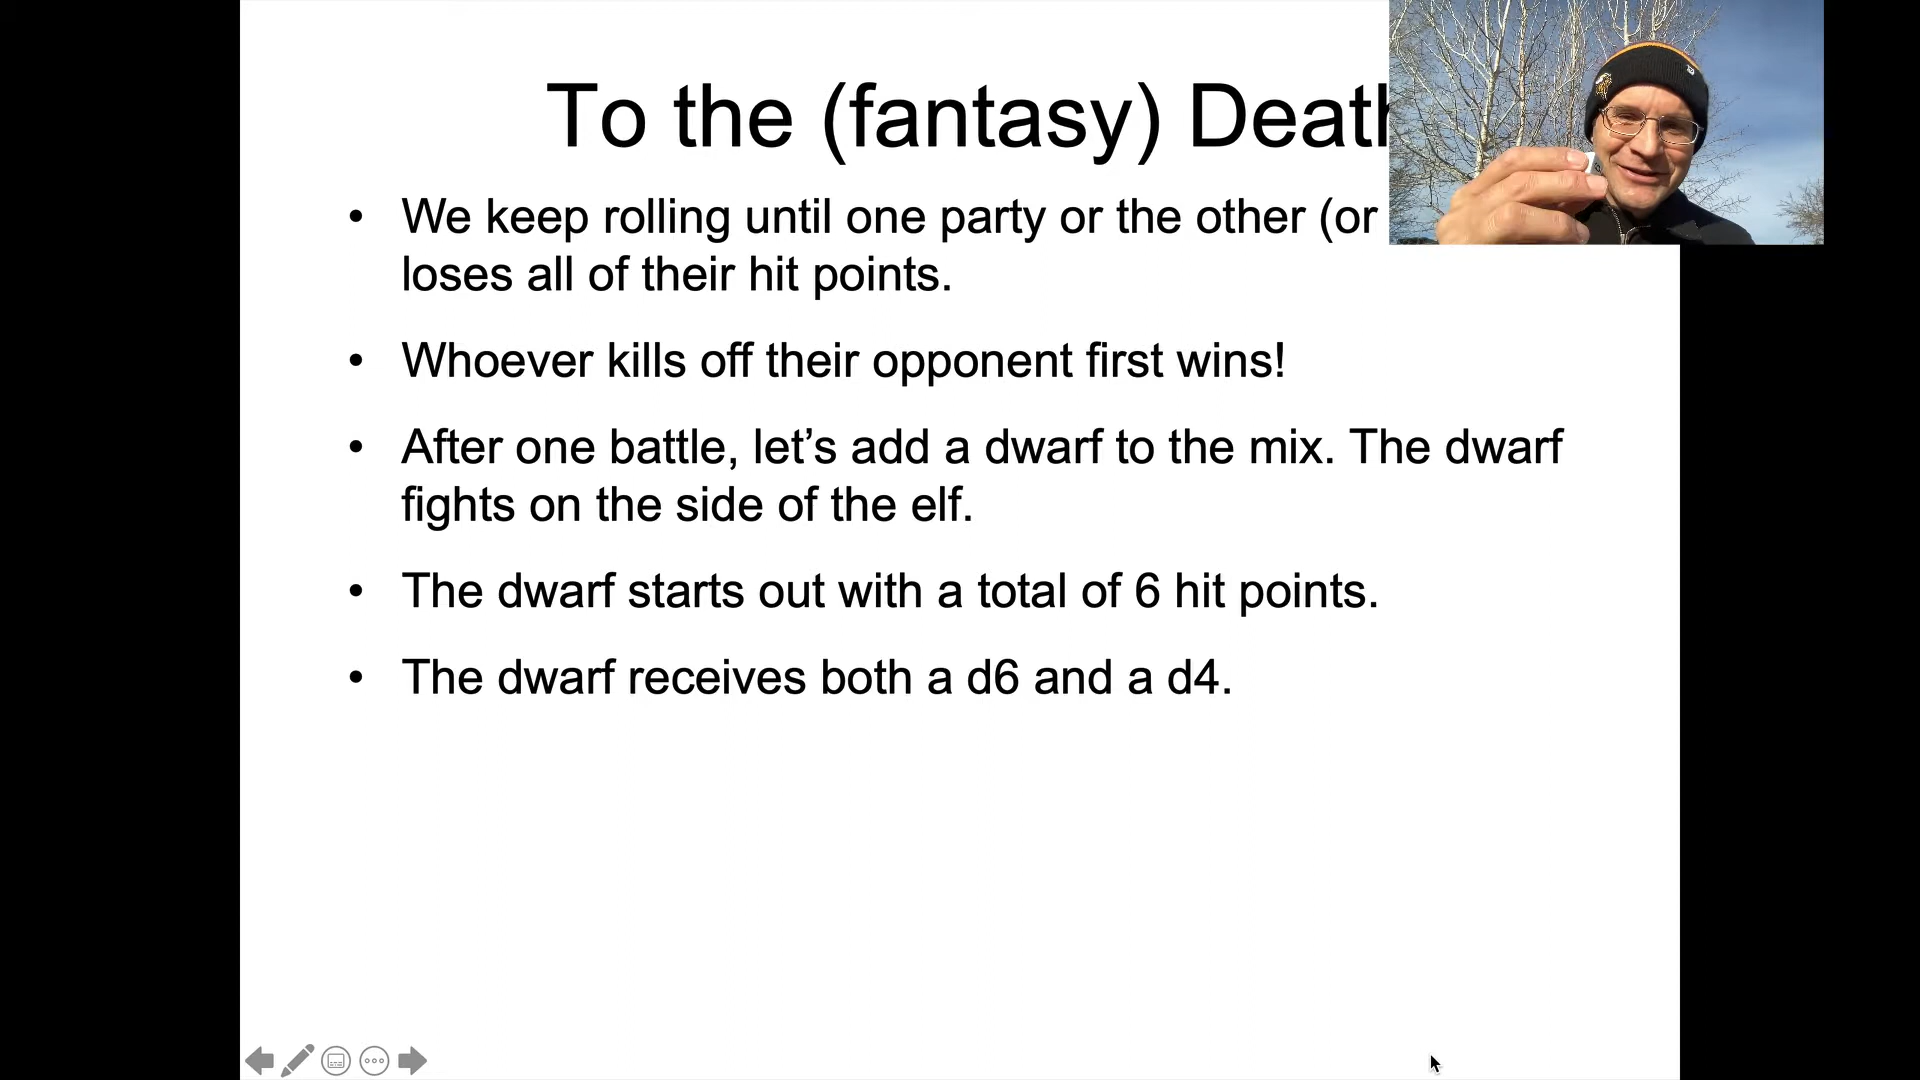 To the (fantasy) Death
• We keep rolling until one party or the other (or
loses all of their hit points.
• Whoever kills off their opponent first wins!
• After one battle, let’s add a dwarf to the mix. The dwarf
fights on the side of the elf.
• The dwarf starts out with a total of 6 hit points.
• The dwarf receives both a d6 and a d4.